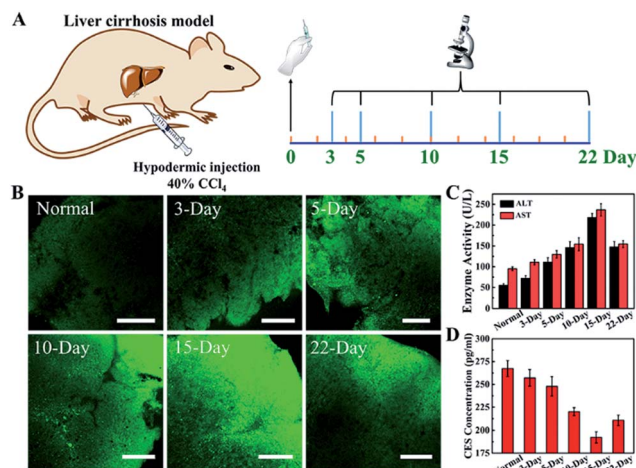 A
Liver cirrhosis model
Hypodermic injection
40% CCl4
0 3 5 10 15 22 Day
B
Normal
3-Day
5-Day
10-Day
15-Day
22-Day
C
Enzyme Activity (U/L)
250
200
150
100
50
0
ALT
AST
Normal
3-Day
5-Day
10-Day
15-Day
22-Day
D
CES Concentration (pg/ml)
275
250
225
200
175
Normal